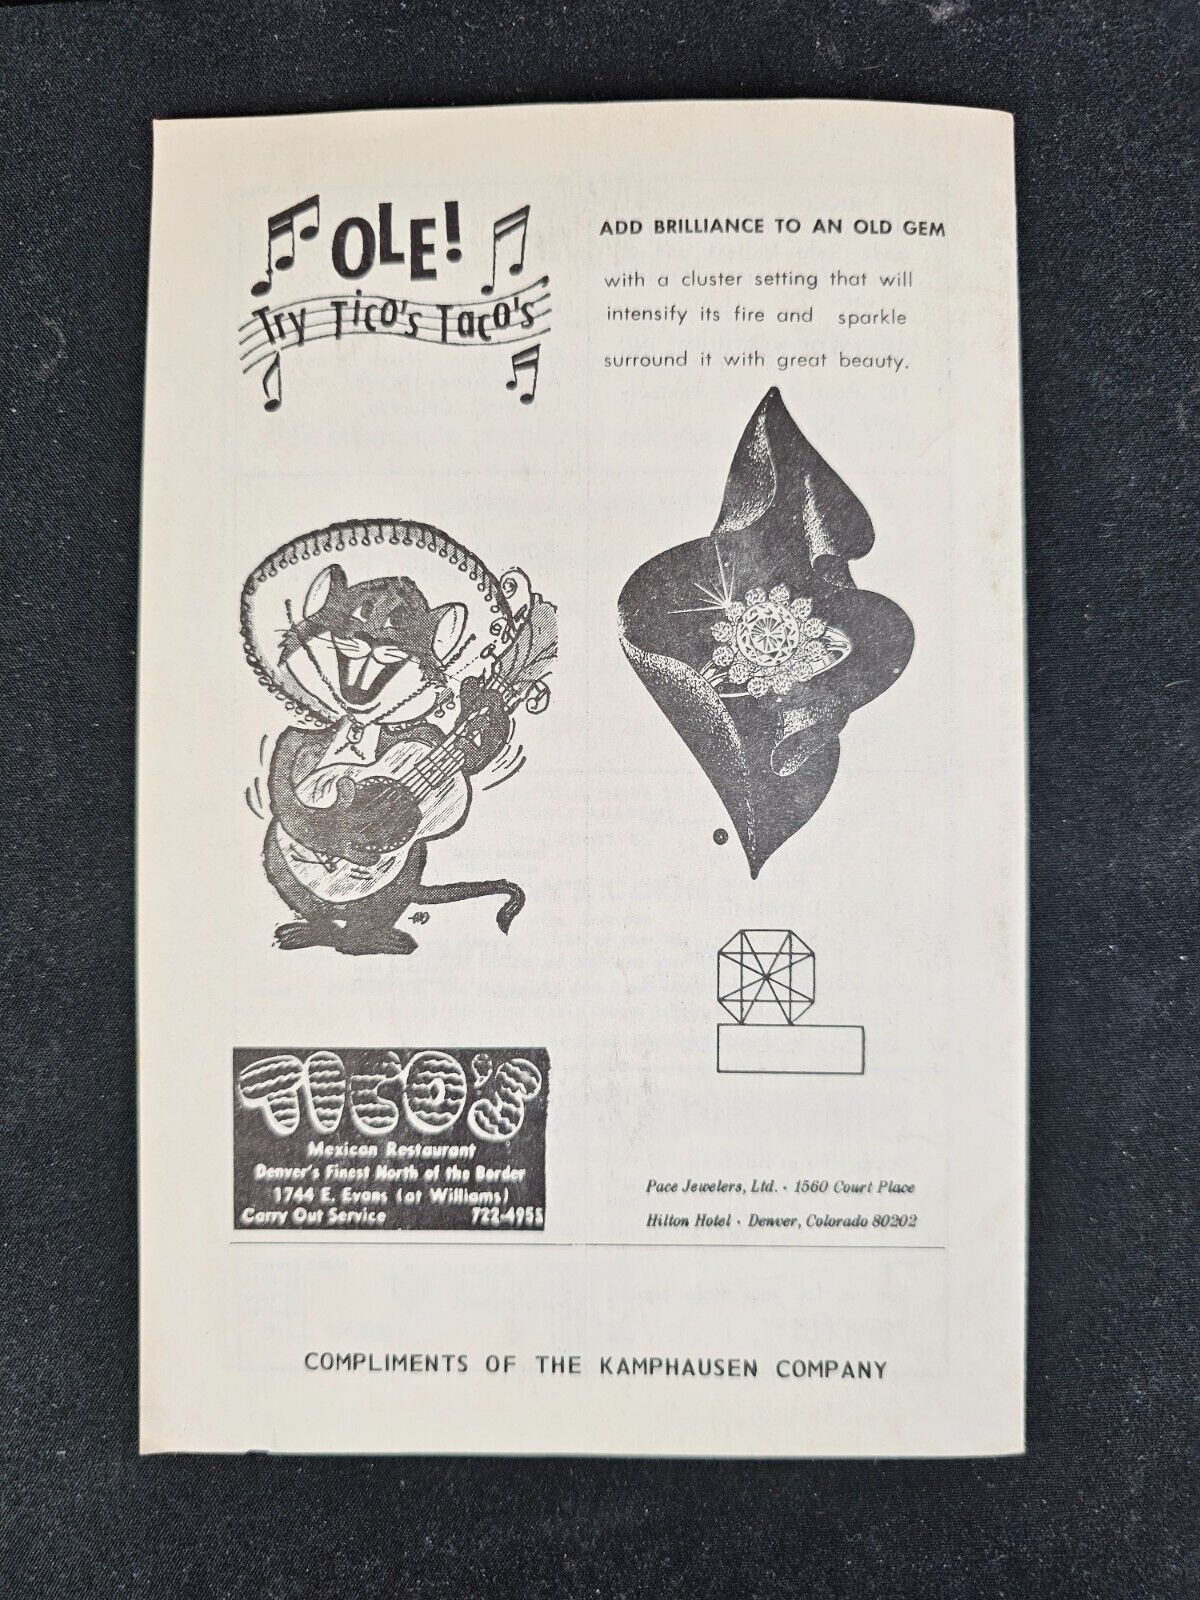 OLE!
Try Tico's Taco's
ADD BRILLIANCE TO AN OLD GEM
with a cluster setting that will
intensify its fire and sparkle
surround it with great beauty.
TICO'S
Mexican Restaurant
Denver's Finest North of the Border
1744 E. Evans (at Williams)
Carry Out Service 722-4955
Pace Jewelers, Ltd. · 1560 Court Place
Hilton Hotel · Denver, Colorado 80202
COMPLIMENTS OF THE KAMPHAUSEN COMPANY